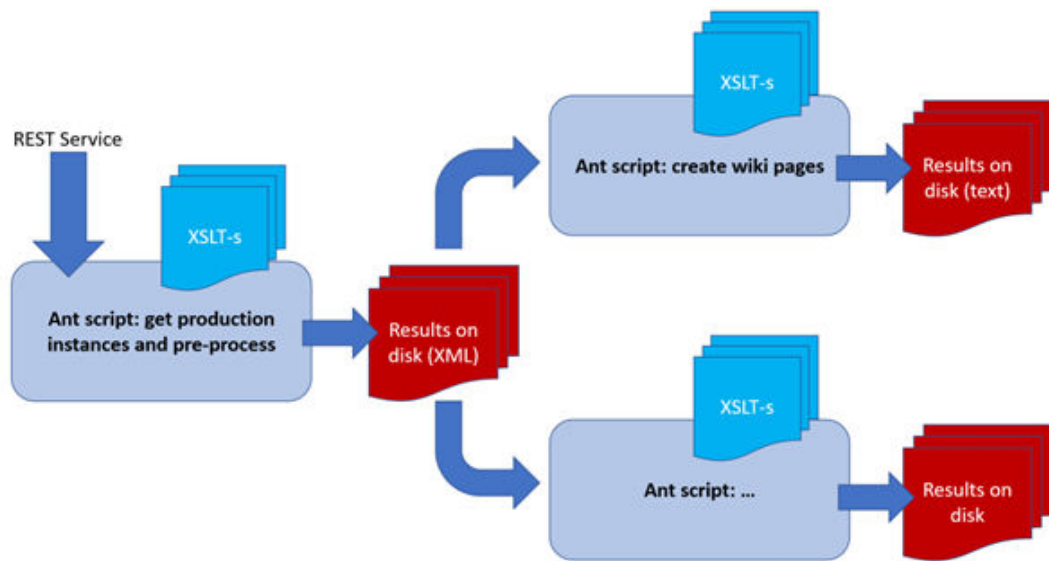 REST Service
XSLT-s
Ant script: get production
instances and pre-process
Results on
disk (XML)
XSLT-s
Ant script: create wiki pages
Results on
disk (text)
XSLT-s
Ant script: ...
Results on
disk